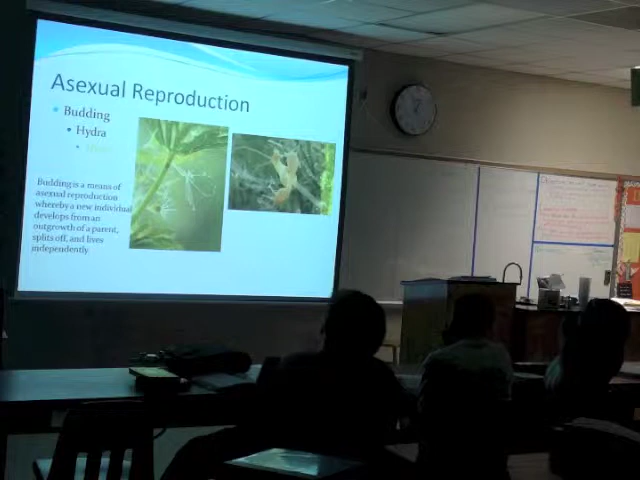 Asexual Reproduction
Budding
Hydra
Budding is a means of
asexual reproduction
whereby a new individual
develops from an
outgrowth of a parent,
splits off, and lives
independently